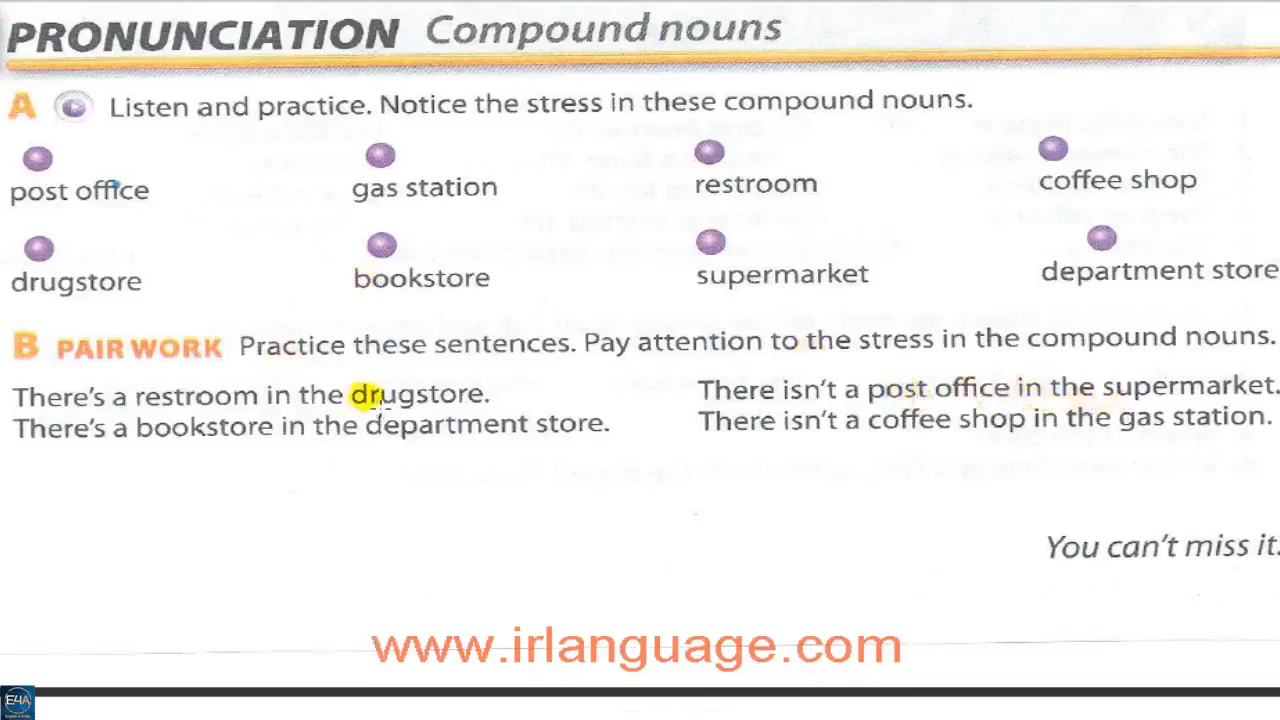 PRONUNCIATION Compound nouns
A Listen and practice. Notice the stress in these compound nouns.
post office gas station restroom coffee shop
drugstore bookstore supermarket department store
B PAIR WORK Practice these sentences. Pay attention to the stress in the compound nouns.
There's a restroom in the drugstore. There isn't a post office in the supermarket.
There's a bookstore in the department store. There isn't a coffee shop in the gas station.
You can't miss it.
www.irlanguage.com
E4A